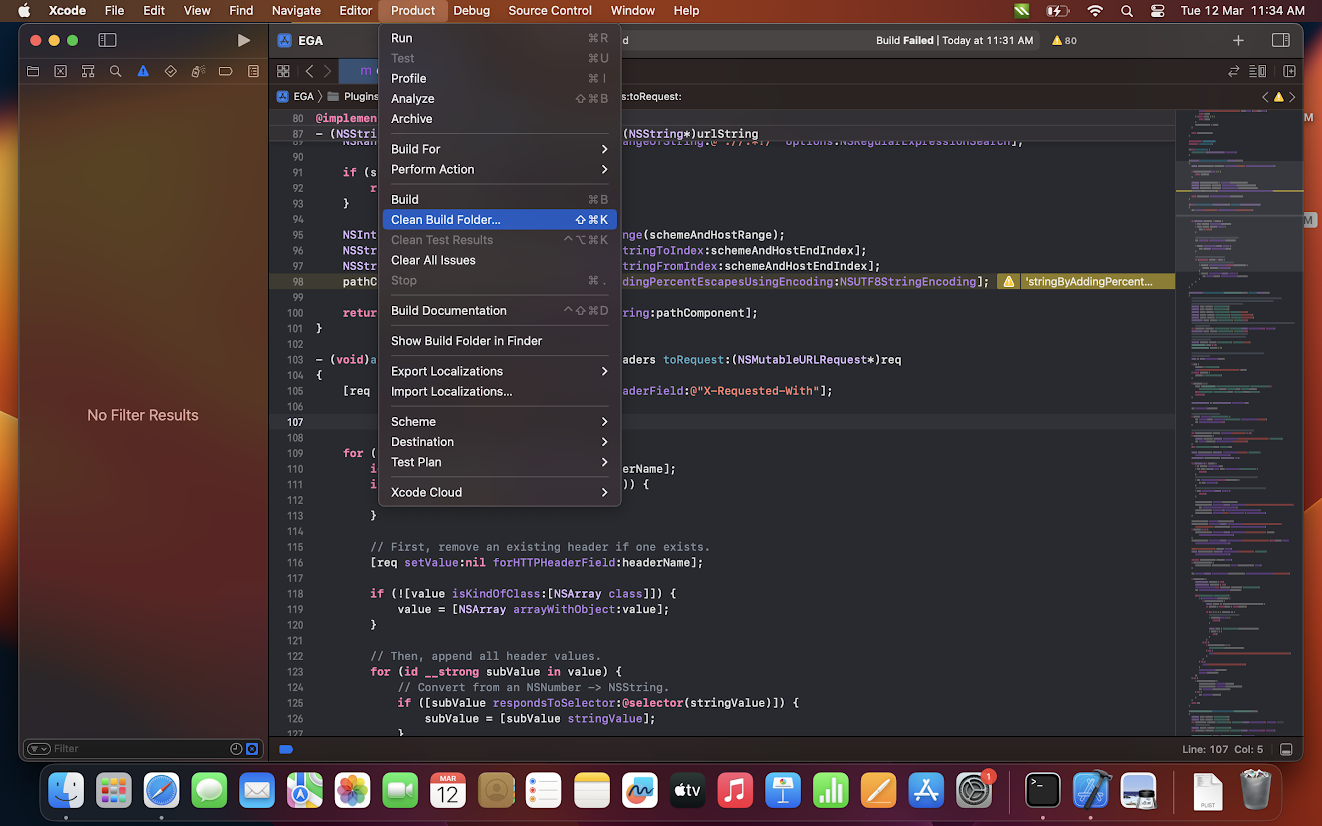 Xcode File Edit View Find Navigate Editor Product Debug Source Control Window Help Tue 12 Mar 11:34 AM
EGA
Build Failed | Today at 11:31 AM 80
EGA Plugins
s:toRequest:
80 @implemen
87 - (NSStri (NSString*)urlString
89
90
91 if (s
92 r
93 }
94
95 NSInt nge(schemeAndHostRange);
96 NSStr tringToIndex:schemeAndHostEndIndex];
97 NSStr tringFromIndex:schemeAndHostEndIndex];
98 pathC dingPercentEscapesUsingEncoding:NSUTF8StringEncoding]; 'stringByAddingPercent...
100 retur ring:pathComponent];
101 }
102
103 - (void)a aders toRequest:(NSMutableURLRequest*)req
104 {
105 [req aderField:@"X-Requested-With"];
106
107
108
109 for (
110 i erName];
111 i )) {
112
113 }
114
115 // First, remove an existing header if one exists.
116 [req setValue:nil forHTTPHeaderField:headerName];
117
118 if (![value isKindOfClass:[NSArray class]]) {
119 value = [NSArray arrayWithObject:value];
120 }
121
122 // Then, append all header values.
123 for (id __strong subValue in value) {
124 // Convert from an NSNumber -> NSString.
125 if ([subValue respondsToSelector:@selector(stringValue)]) {
126 subValue = [subValue stringValue];
127 }
Run ⌘R
Test ⌘U
Profile ⌘I
Analyze ⇧⌘B
Archive
Build For
Perform Action
Build ⌘B
Clean Build Folder... ⇧⌘K
Clean Test Results ^⌥⌘K
Clear All Issues
Stop ⌘.
Build Documentation ^⇧⌘D
Show Build Folder in Finder
Export Localizations
Import Localizations...
Scheme
Destination
Test Plan
Xcode Cloud
No Filter Results
Filter
Line: 107 Col: 5
MAR
12
tv
1
PLIST